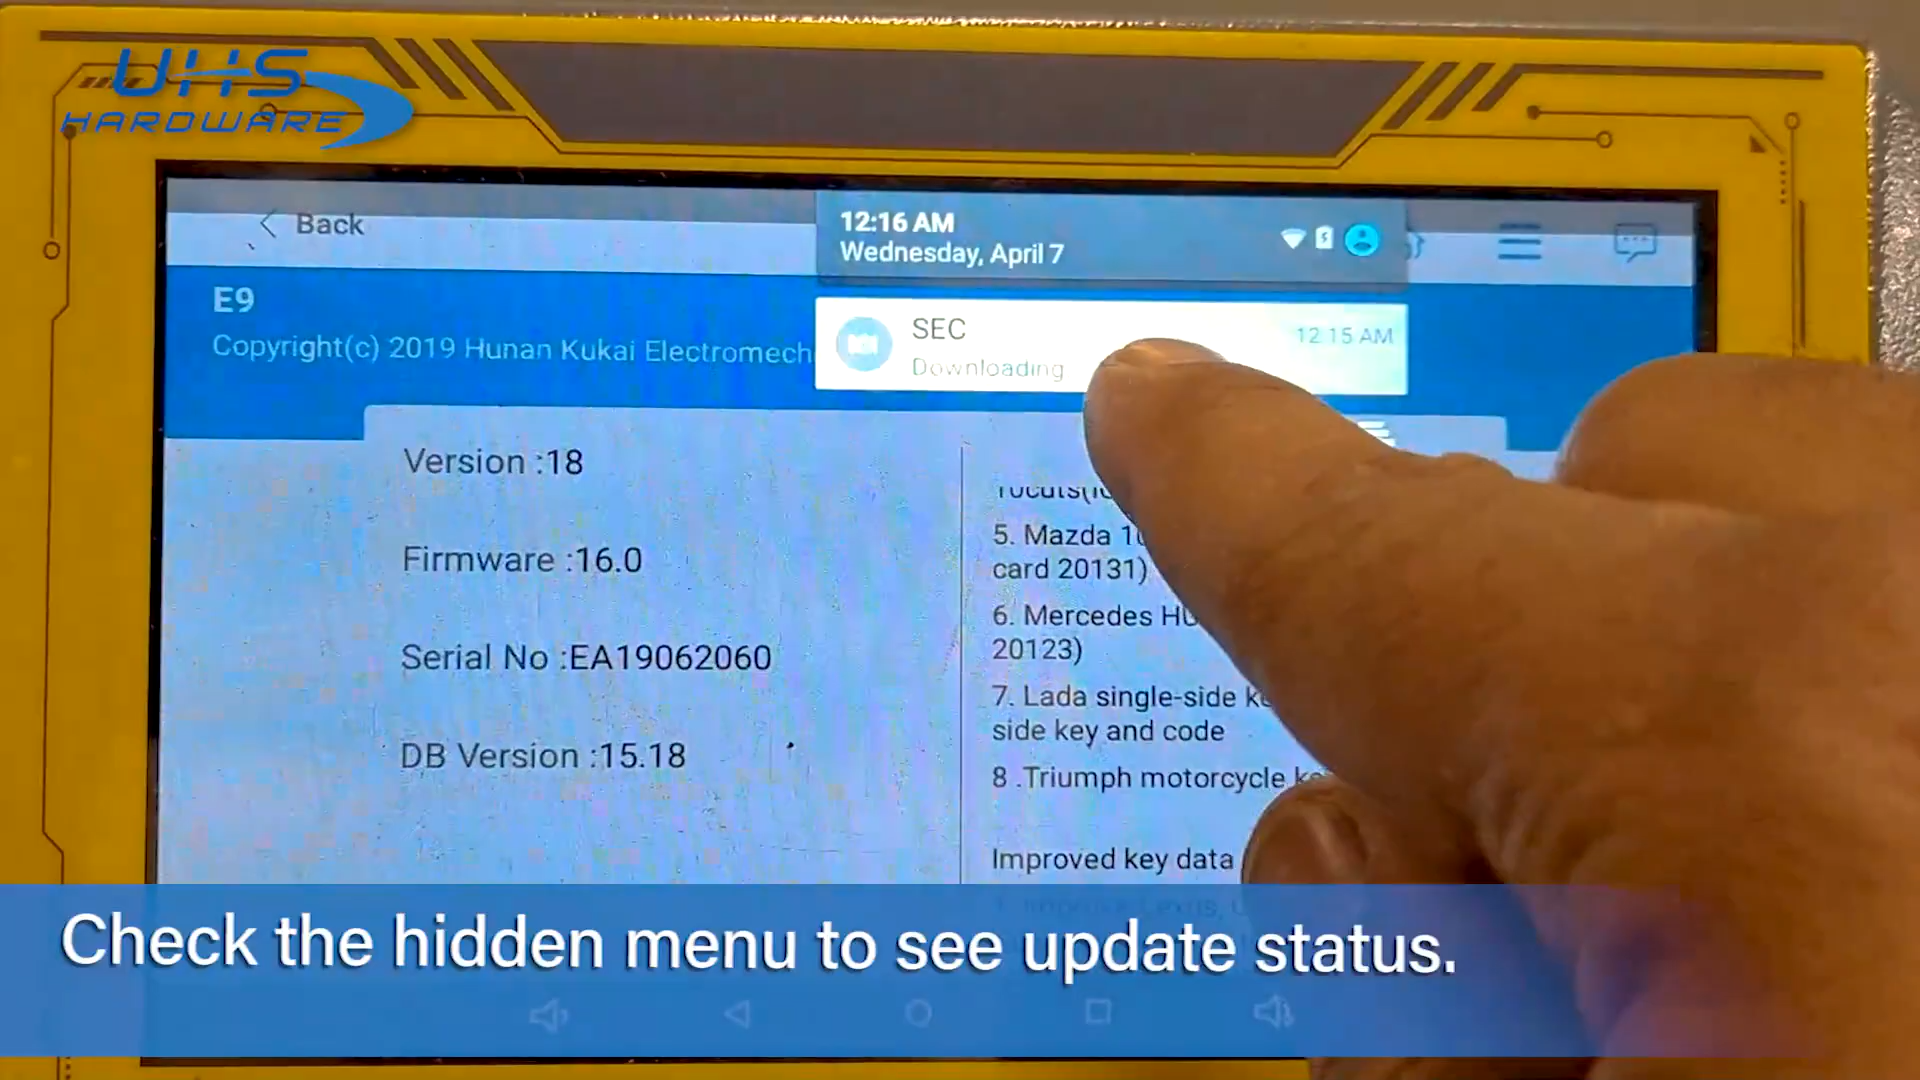 UHS
HARDWARE
Back
12:16 AM
Wednesday, April 7
E9
Copyright(c) 2019 Hunan Kukai Electromech
SEC
12:15 AM
Downloading
Version :18
Firmware :16.0
Serial No :EA19062060
DB Version :15.18
5. Mazda
card 20131)
6. Mercedes
20123)
7. Lada single-side
side key and code
8 .Triumph motorcycle
Improved key data
Check the hidden menu to see update status.